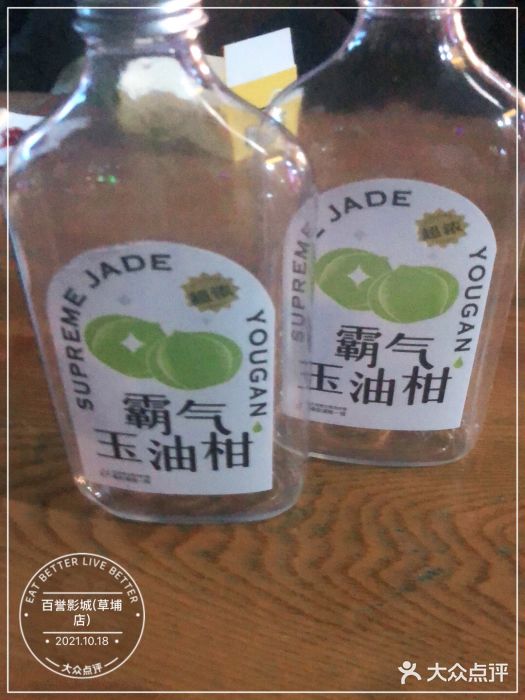 SUPREME JADE
超浓
YOUGAN
霸气
玉油柑
SUPREME JADE
超浓
YOUGAN
霸气
玉油柑
EAT BETTER LIVE BETTER
百誉影城(草埔
店)
2021.10.18
大众点评
大众点评